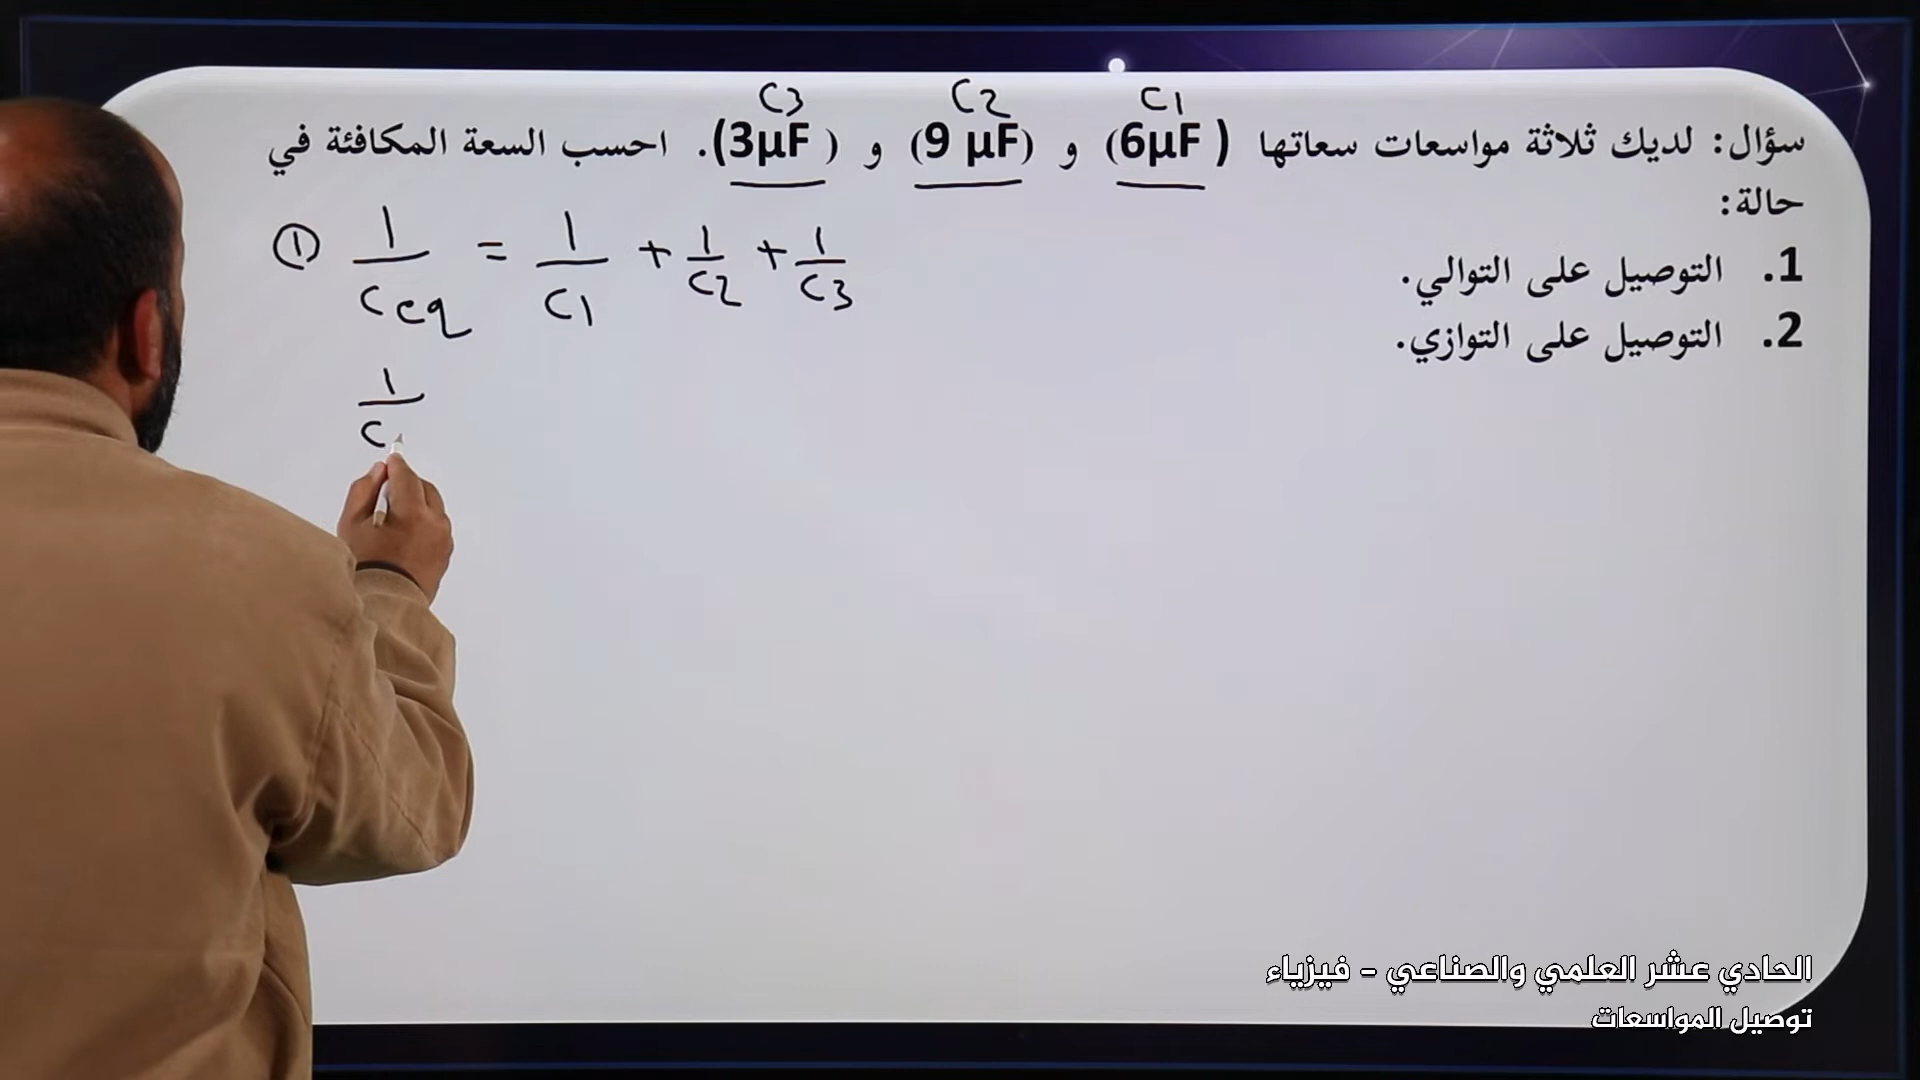 C3 C2 C1
سؤال: لديك ثلاثة مواسعات سعاتها (6µF) و (9 µF) و (3µF). احسب السعة المكافئة في
حالة:
1. التوصيل على التوالي.
2. التوصيل على التوازي.
① 1/Ceq = 1/C1 + 1/C2 + 1/C3
1/C
الحادي عشر العلمي والصناعي - فيزياء
توصيل المواسعات